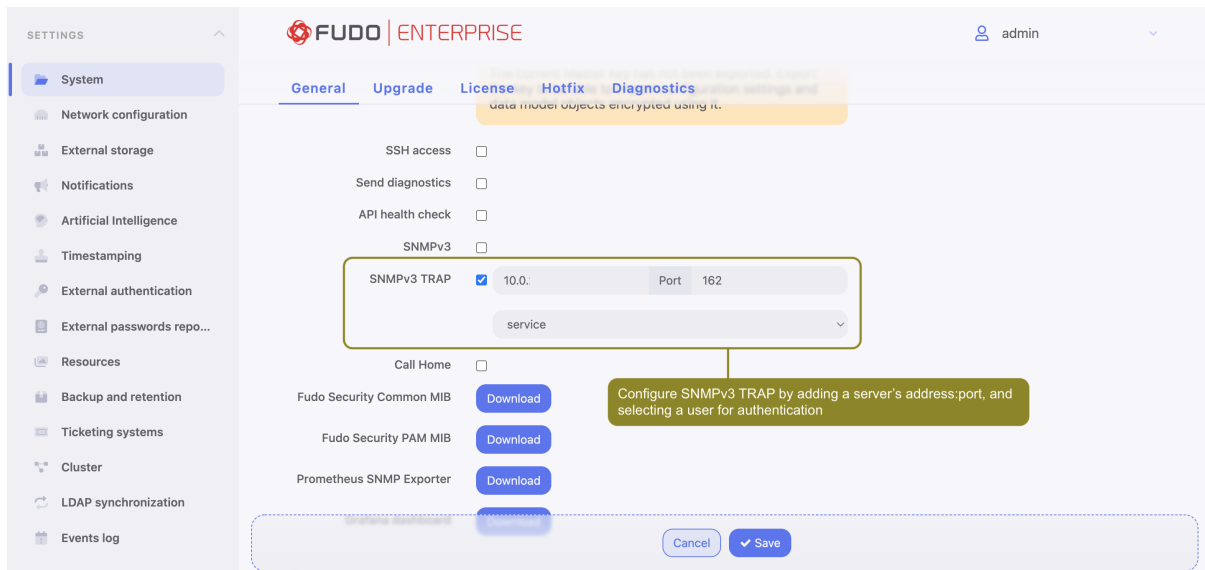 SETTINGS
System
Network configuration
External storage
Notifications
Artificial Intelligence
Timestamping
External authentication
External passwords repo...
Resources
Backup and retention
Ticketing systems
Cluster
LDAP synchronization
Events log
FUDO ENTERPRISE
admin
General Upgrade License Hotfix Diagnostics
data model objects encrypted using it.
SSH access
Send diagnostics
API health check
SNMPv3
SNMPv3 TRAP 10.0. Port 162
service
Call Home
Configure SNMPv3 TRAP by adding a server's address:port, and
selecting a user for authentication
Fudo Security Common MIB Download
Fudo Security PAM MIB Download
Prometheus SNMP Exporter Download
Grafana dashboard Download
Cancel Save